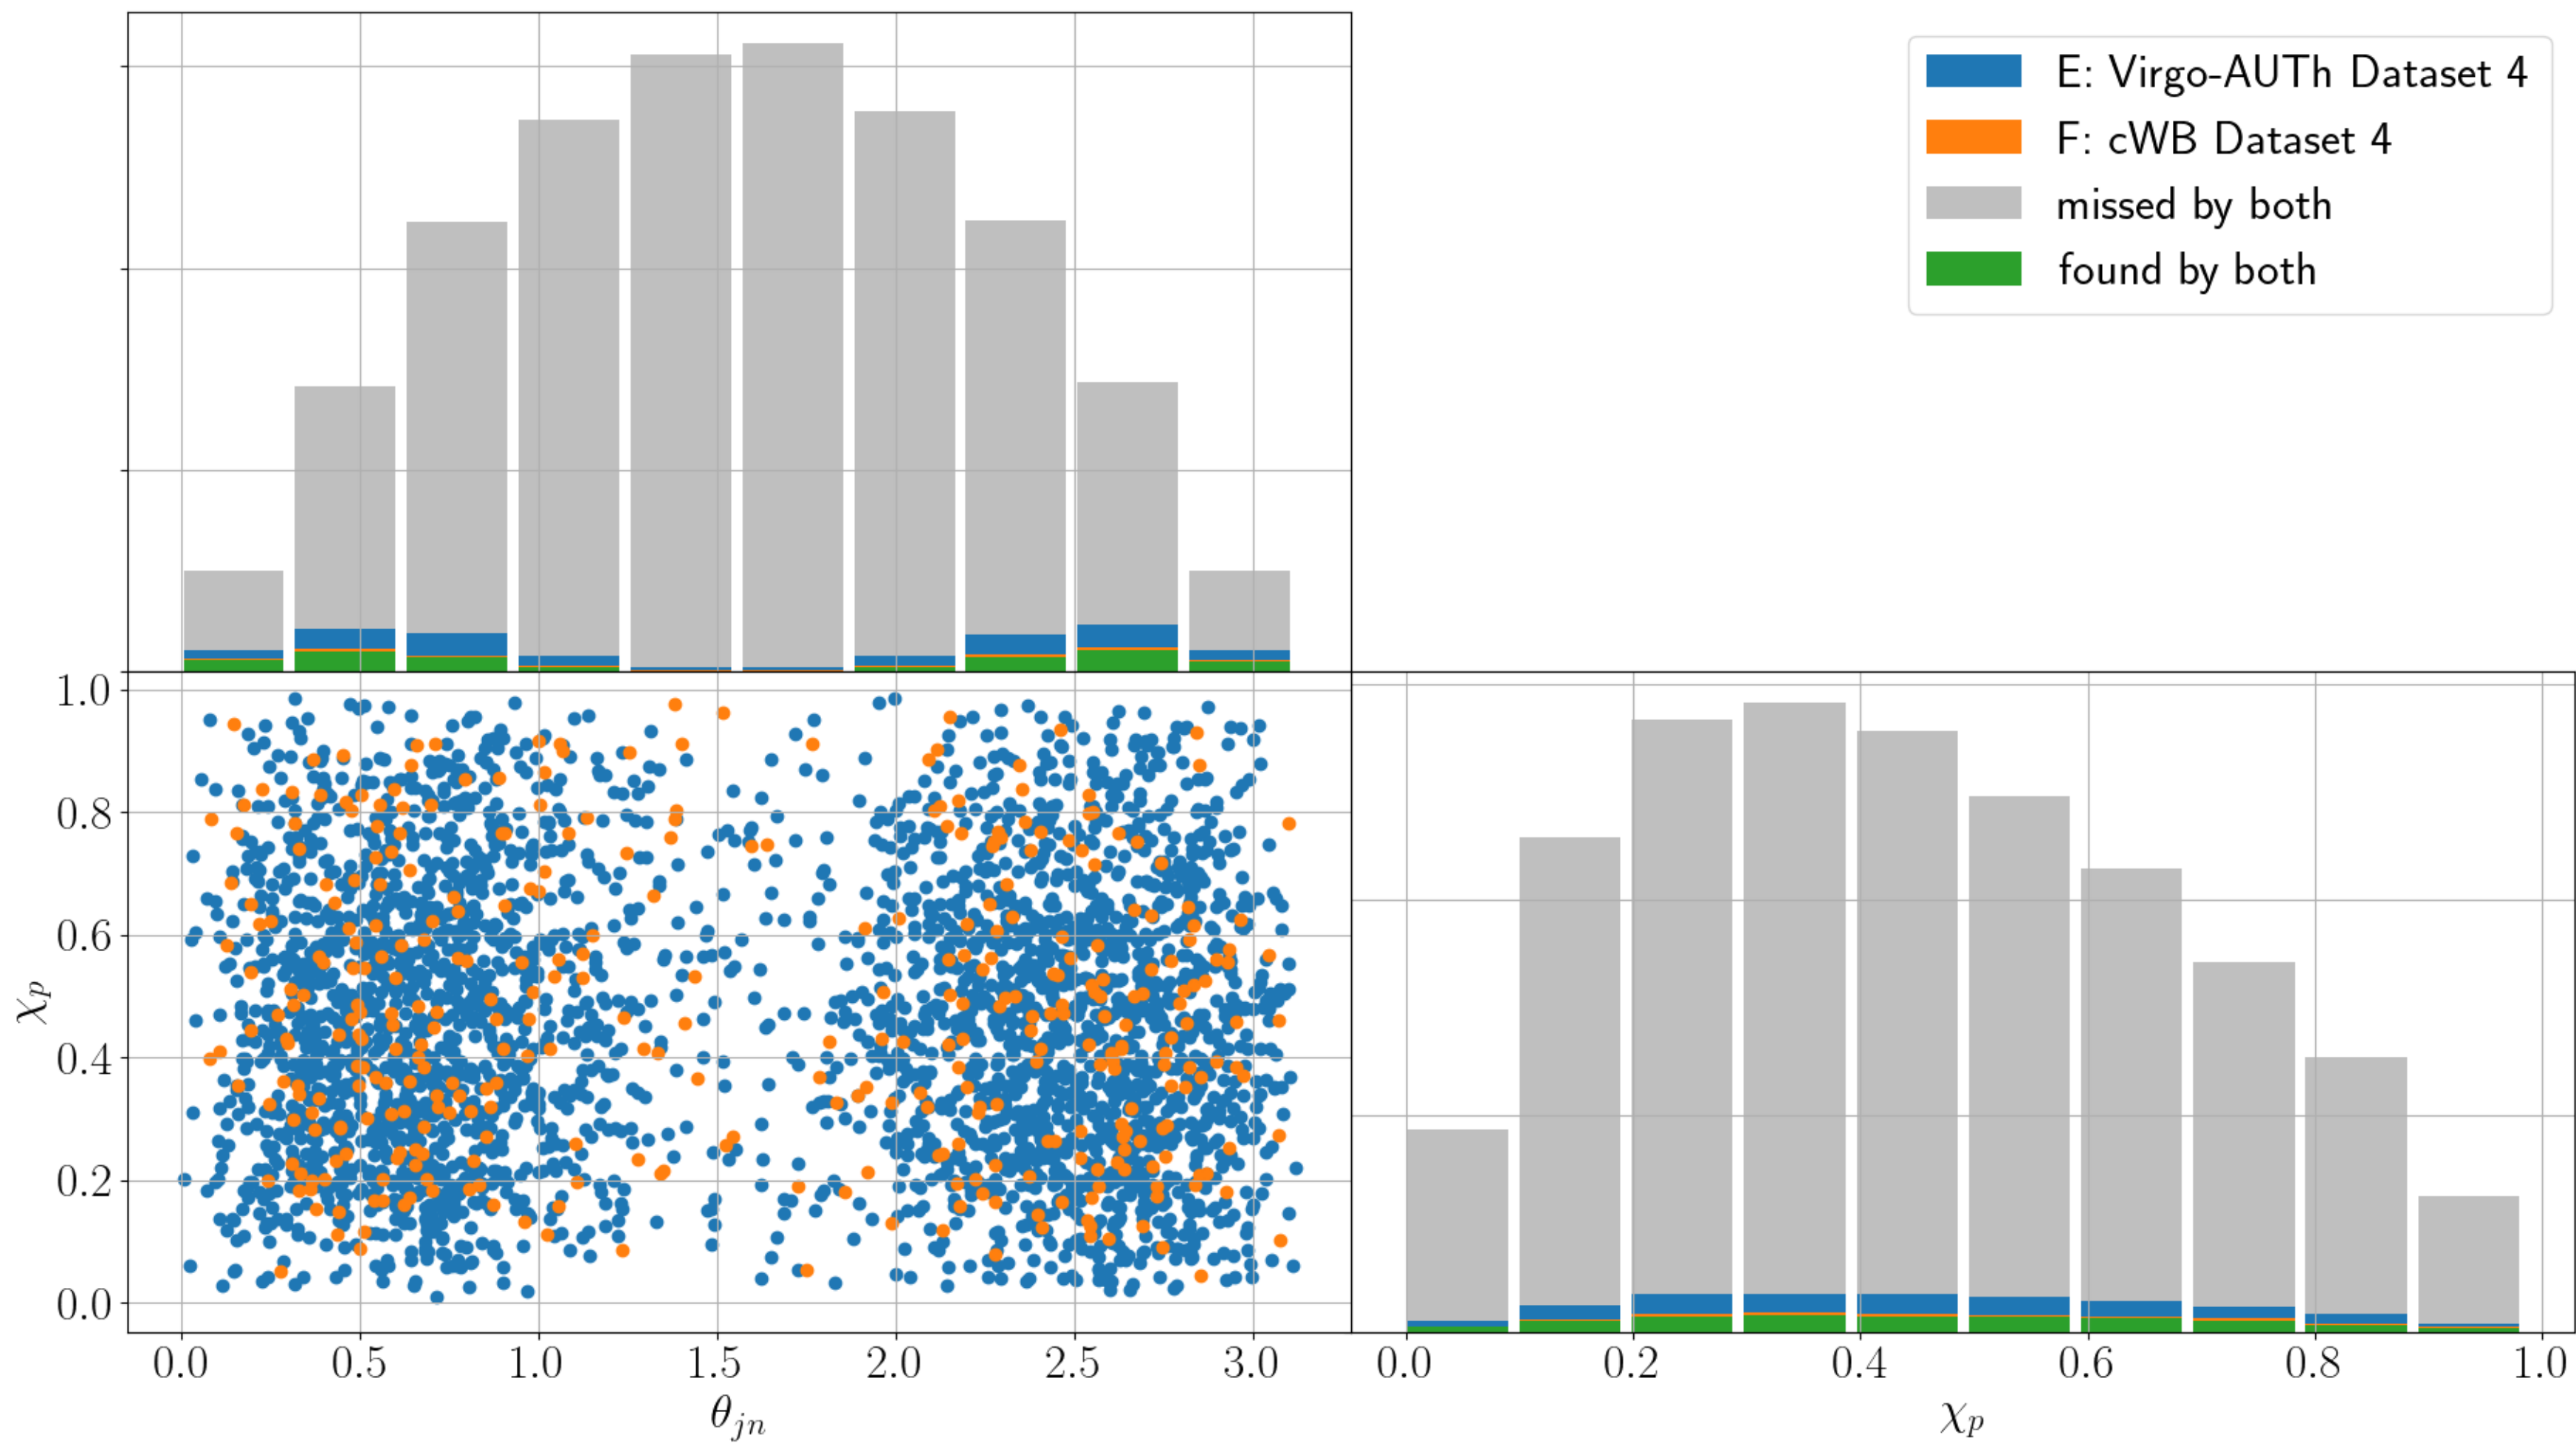 E: Virgo-AUTh Dataset 4
F: cWB Dataset 4
missed by both
found by both
1.0
0.8
0.6
0.4
0.2
0.0
χp
0.0 0.5 1.0 1.5 2.0 2.5 3.0
θjn
0.0 0.2 0.4 0.6 0.8 1.0
χp